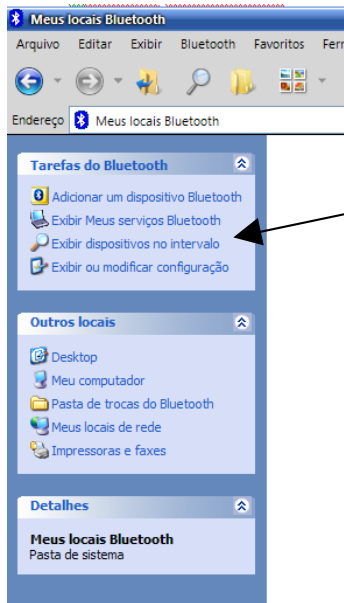 Meus locais Bluetooth
Arquivo Editar Exibir Bluetooth Favoritos
Endereço Meus locais Bluetooth
Tarefas do Bluetooth
Adicionar um dispositivo Bluetooth
Exibir Meus serviços Bluetooth
Exibir dispositivos no intervalo
Exibir ou modificar configuração
Outros locais
Desktop
Meu computador
Pasta de trocas do Bluetooth
Meus locais de rede
Impressoras e faxes
Detalhes
Meus locais Bluetooth
Pasta de sistema